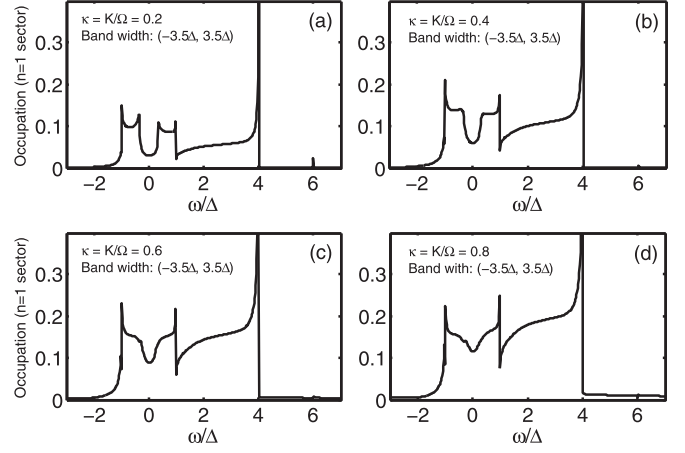 (a)
κ = K/Ω = 0.2
Band width: (−3.5Δ, 3.5Δ)
Occupation (n=1 sector)
0.3
0.2
0.1
0
−2 0 2 4 6
ω/Δ
(b)
κ = K/Ω = 0.4
Band width: (−3.5Δ, 3.5Δ)
0.3
0.2
0.1
0
−2 0 2 4 6
ω/Δ
(c)
κ = K/Ω = 0.6
Band width: (−3.5Δ, 3.5Δ)
Occupation (n=1 sector)
0.3
0.2
0.1
0
−2 0 2 4 6
ω/Δ
(d)
κ = K/Ω = 0.8
Band with: (−3.5Δ, 3.5Δ)
0.3
0.2
0.1
0
−2 0 2 4 6
ω/Δ